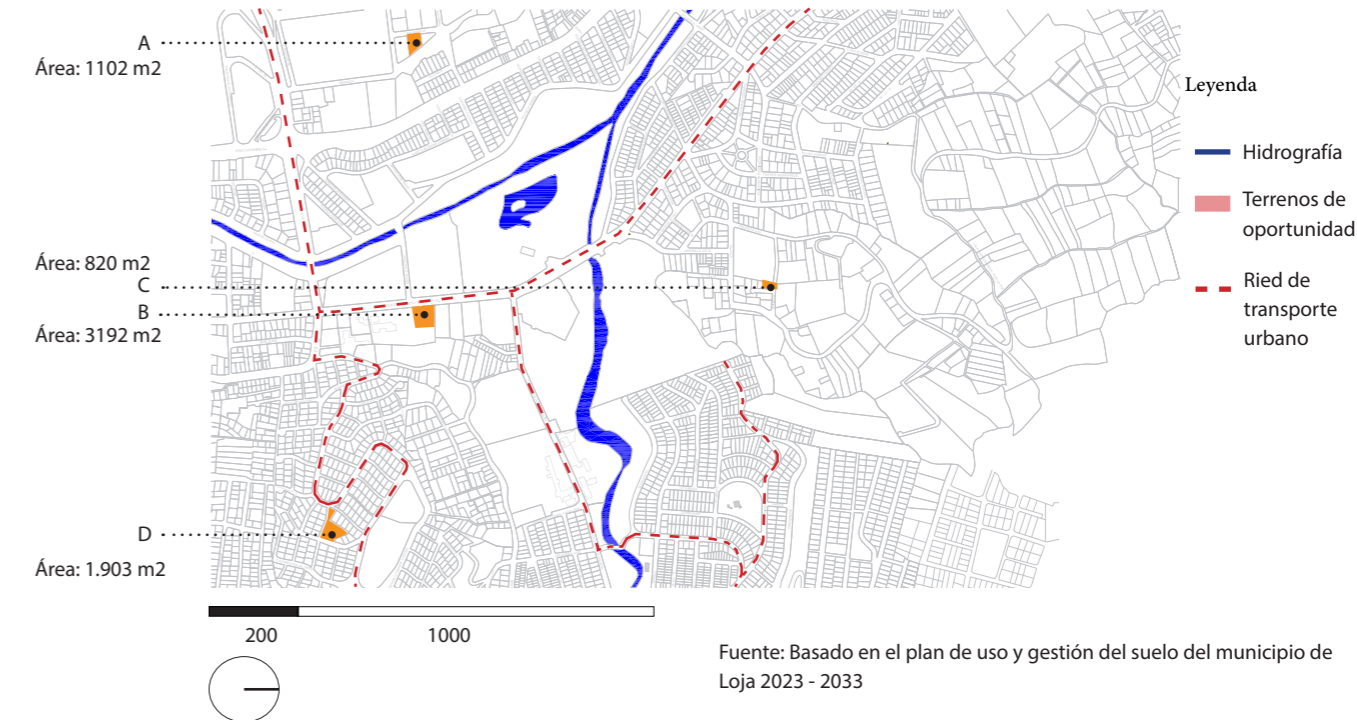 A
Área: 1102 m2
Área: 820 m2
C
B
Área: 3192 m2
D
Área: 1.903 m2
Leyenda
Hidrografía
Terrenos de
oportunidad
Ried de
transporte
urbano
200
1000
Fuente: Basado en el plan de uso y gestión del suelo del municipio de
Loja 2023 - 2033